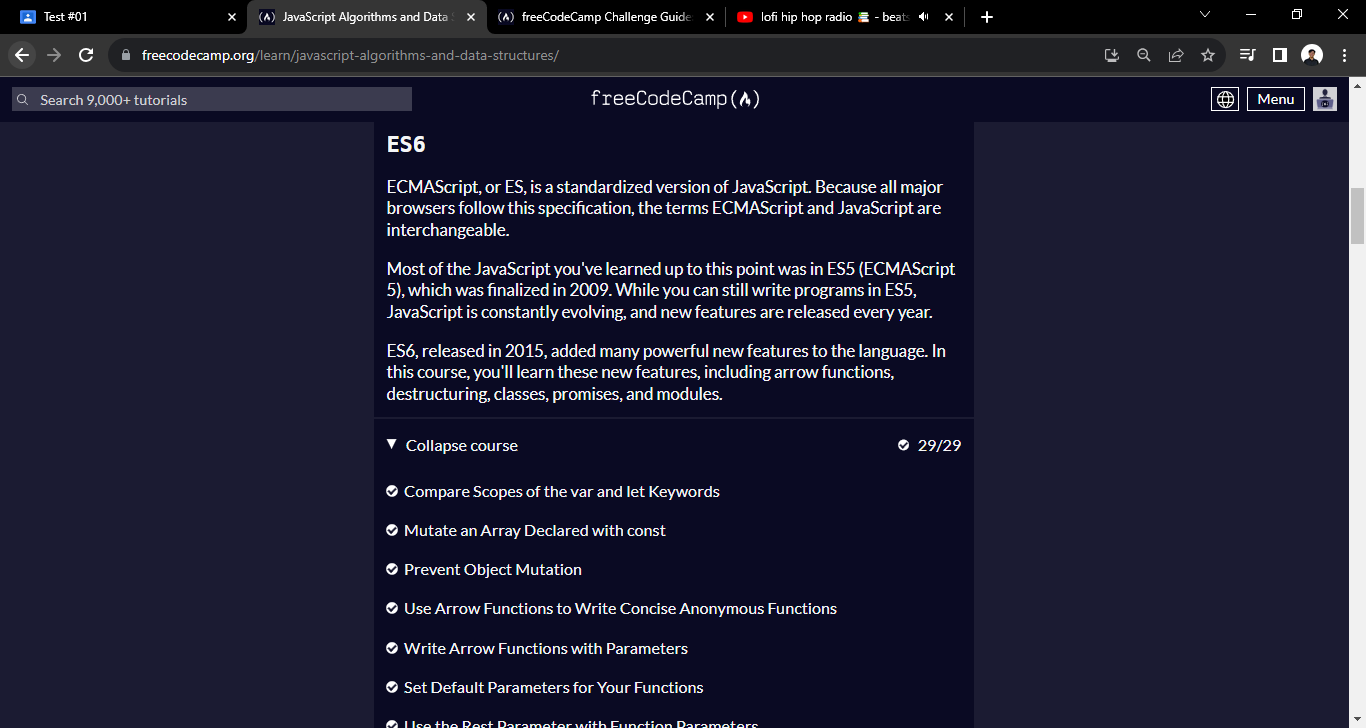 Test #01
JavaScript Algorithms and Data S
freeCodeCamp Challenge Guide
lofi hip hop radio 📚 - beats
freecodecamp.org/learn/javascript-algorithms-and-data-structures/
Search 9,000+ tutorials
freeCodeCamp
Menu
ES6
ECMAScript, or ES, is a standardized version of JavaScript. Because all major
browsers follow this specification, the terms ECMAScript and JavaScript are
interchangeable.
Most of the JavaScript you've learned up to this point was in ES5 (ECMAScript
5), which was finalized in 2009. While you can still write programs in ES5,
JavaScript is constantly evolving, and new features are released every year.
ES6, released in 2015, added many powerful new features to the language. In
this course, you'll learn these new features, including arrow functions,
destructuring, classes, promises, and modules.
Collapse course 29/29
Compare Scopes of the var and let Keywords
Mutate an Array Declared with const
Prevent Object Mutation
Use Arrow Functions to Write Concise Anonymous Functions
Write Arrow Functions with Parameters
Set Default Parameters for Your Functions
Use the Rest Parameter with Function Parameters